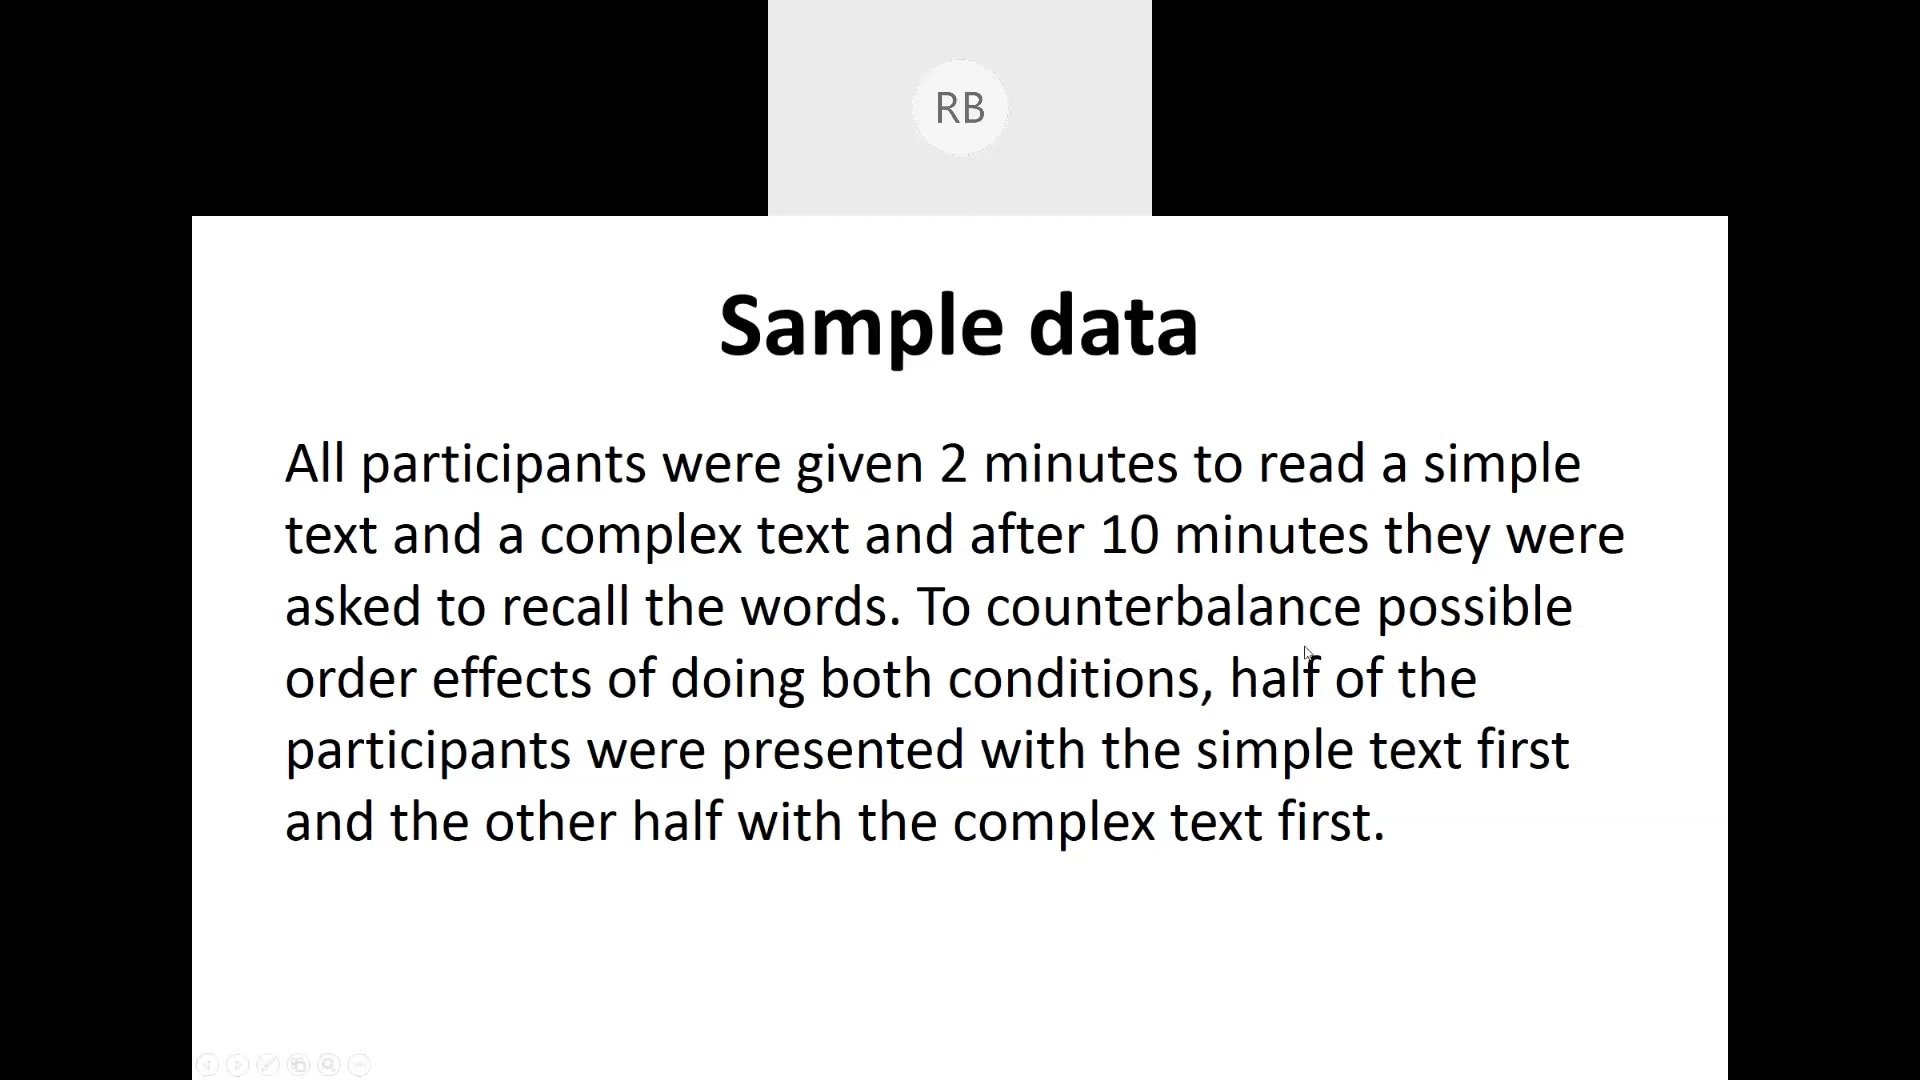 RB
Sample data
All participants were given 2 minutes to read a simple
text and a complex text and after 10 minutes they were
asked to recall the words. To counterbalance possible
order effects of doing both conditions, half of the
participants were presented with the simple text first
and the other half with the complex text first.